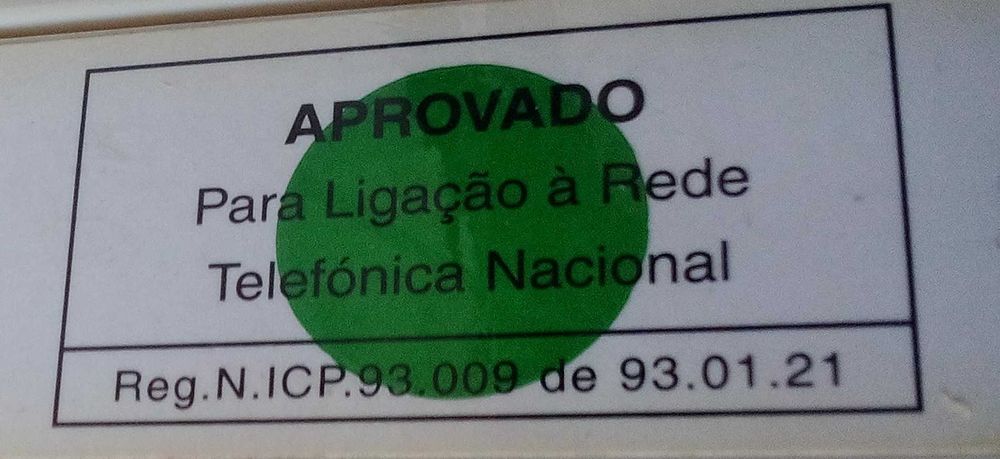 APROVADO
Para Ligação à Rede
Telefónica Nacional
Reg.N.ICP.93.009 de 93.01.21